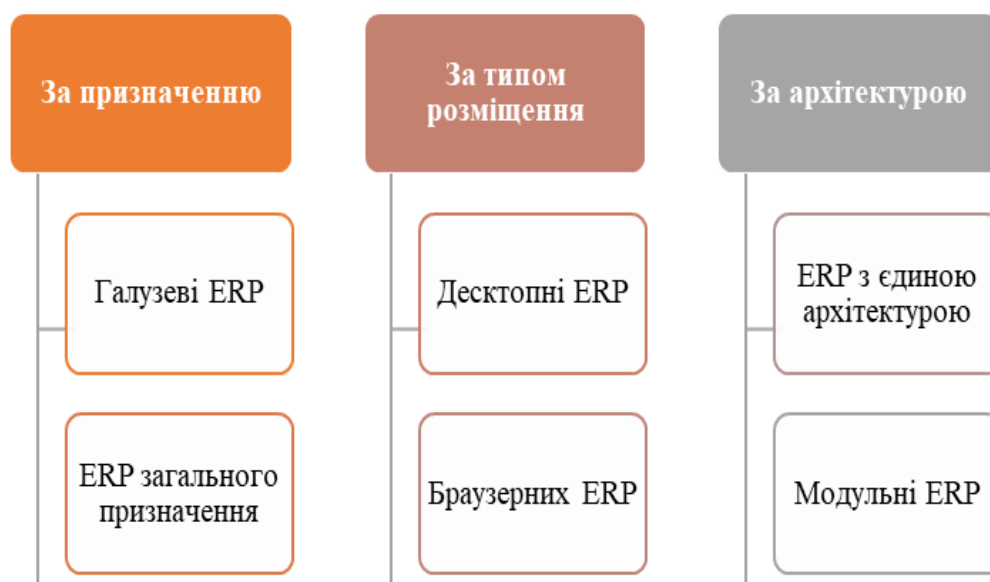 За призначенню
Галузеві ERP
ERP загального
призначення
За типом
розміщення
Десктопні ERP
Браузерних ERP
За архітектурою
ERP з єдиною
архітектурою
Модульні ERP